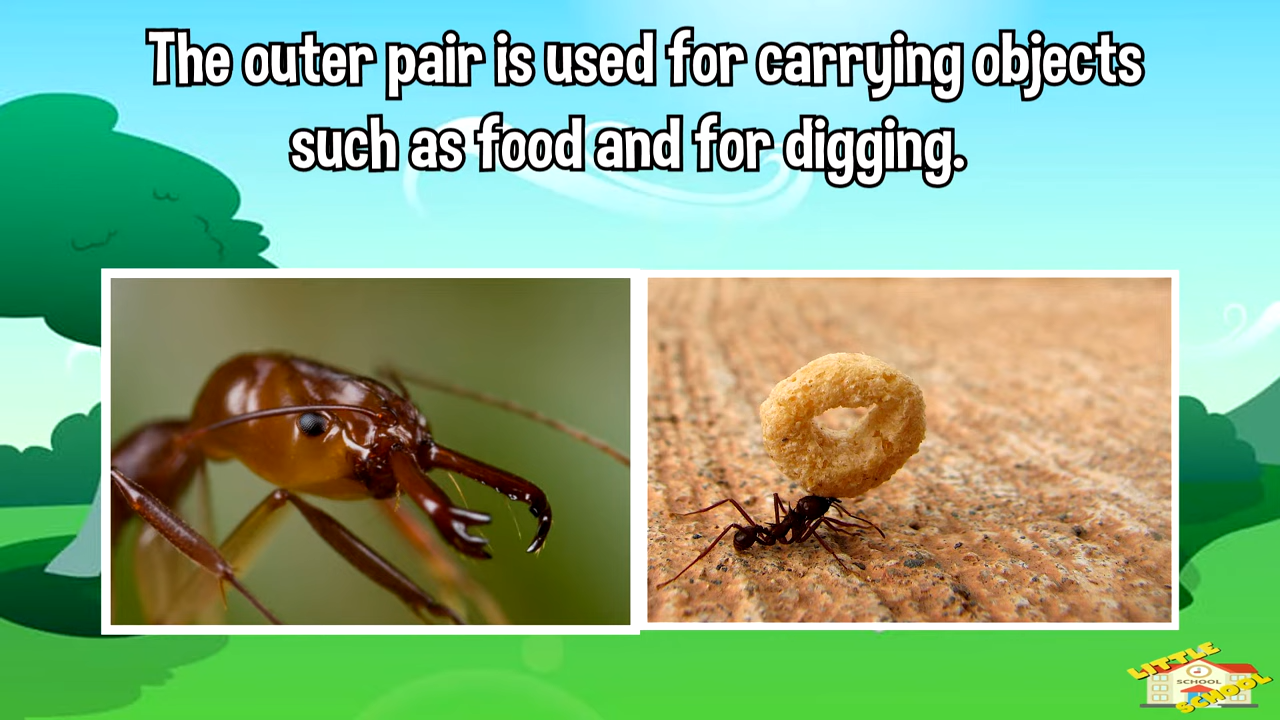 The outer pair is used for carrying objects
such as food and for digging.
LITTLE
SCHOOL
SCHOOL